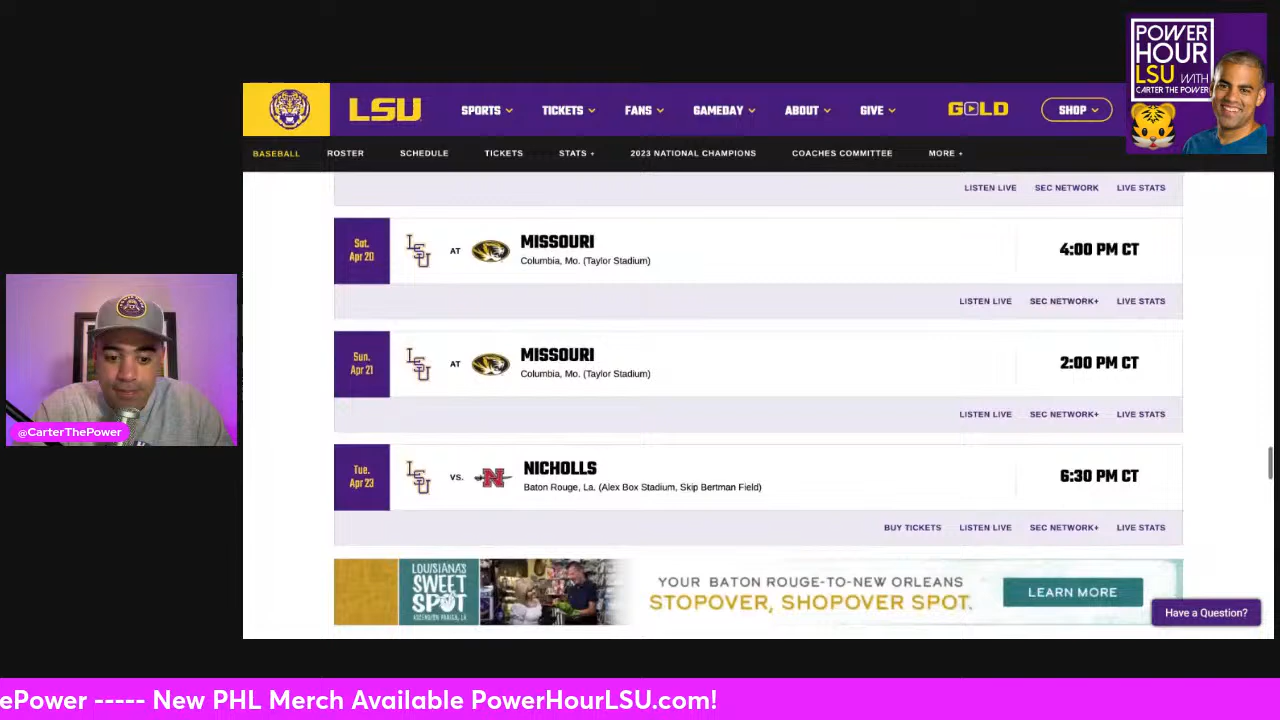 POWER
HOUR
LSU WITH
CARTER THE POWER
LSU
SPORTS
TICKETS
FANS
GAMEDAY
ABOUT
GIVE
GOLD
SHOP
BASEBALL
ROSTER
SCHEDULE
TICKETS
STATS +
2023 NATIONAL CHAMPIONS
COACHES COMMITTEE
MORE +
LISTEN LIVE
SEC NETWORK
LIVE STATS
Sat.
Apr 20
LSU
AT
MISSOURI
Columbia, Mo. (Taylor Stadium)
4:00 PM CT
LISTEN LIVE
SEC NETWORK+
LIVE STATS
Sun.
Apr 21
LSU
AT
MISSOURI
Columbia, Mo. (Taylor Stadium)
2:00 PM CT
LISTEN LIVE
SEC NETWORK+
LIVE STATS
@CarterThePower
Tue.
Apr 23
LSU
VS.
N
NICHOLLS
Baton Rouge, La. (Alex Box Stadium, Skip Bertman Field)
6:30 PM CT
BUY TICKETS
LISTEN LIVE
SEC NETWORK+
LIVE STATS
LOUISIANA'S
SWEET
SPOT
ASCENSION PARISH, LA
YOUR BATON ROUGE-TO-NEW ORLEANS
STOPOVER, SHOPOVER SPOT.
LEARN MORE
Have a Question?
ePower ----- New PHL Merch Available PowerHourLSU.com!